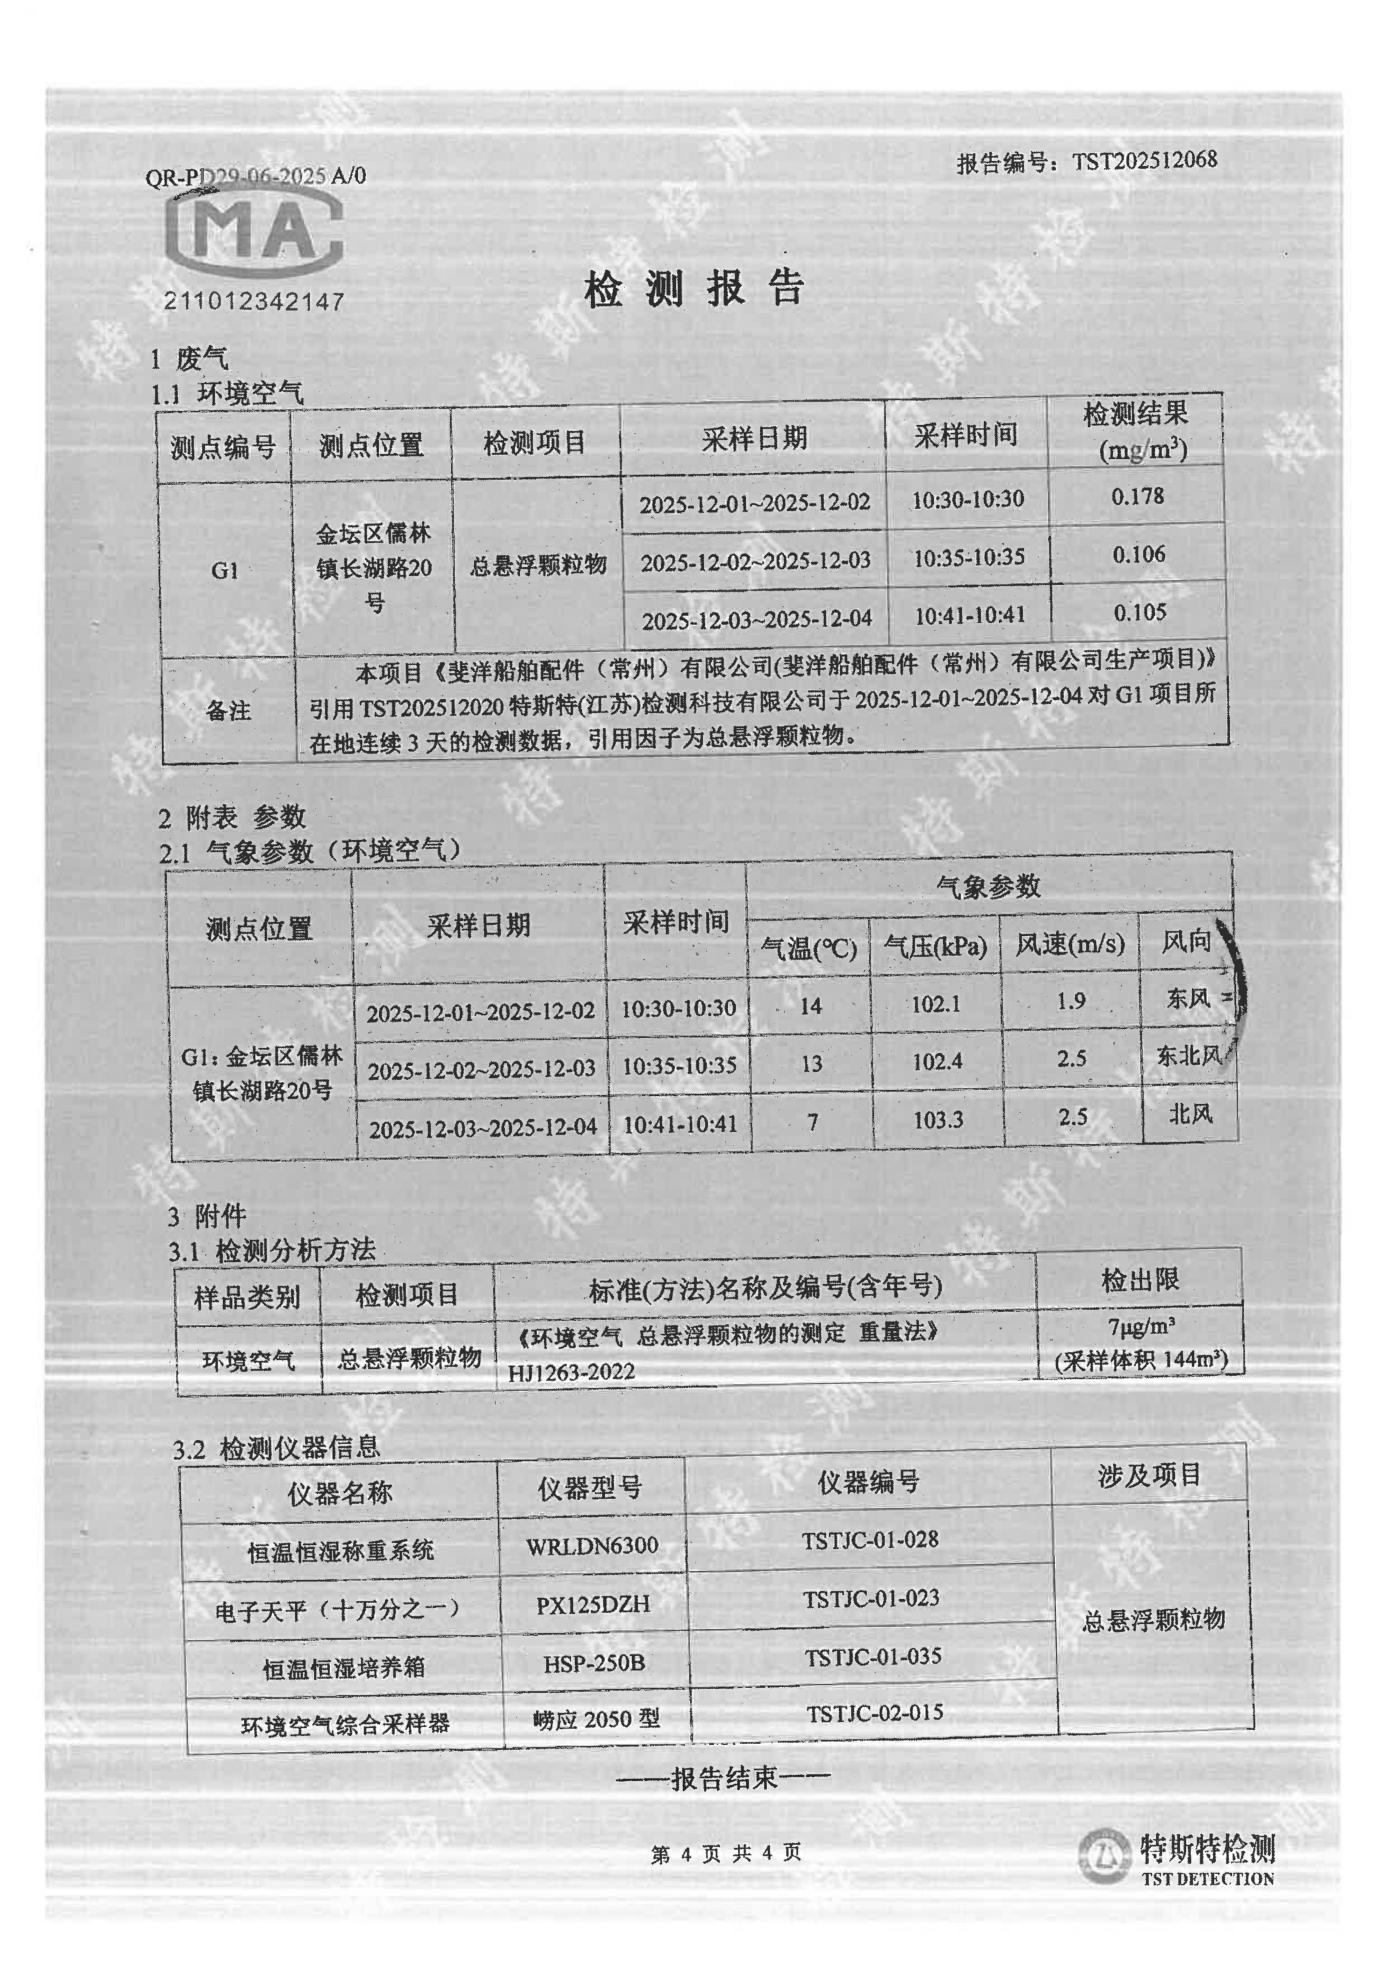 QR-PD29-06-2025 A/0
报告编号：TST202512068
MA
211012342147
检测报告
1 废气
1.1 环境空气
测点编号 测点位置 检测项目 采样日期 采样时间 检测结果
(mg/m³)
2025-12-01~2025-12-02 10:30-10:30 0.178
金坛区儒林
G1 镇长湖路20 总悬浮颗粒物 2025-12-02~2025-12-03 10:35-10:35 0.106
号
2025-12-03~2025-12-04 10:41-10:41 0.105
本项目《斐洋船舶配件（常州）有限公司(斐洋船舶配件（常州）有限公司生产项目)》
备注 引用 TST202512020 特斯特(江苏)检测科技有限公司于 2025-12-01~2025-12-04 对 G1 项目所
在地连续 3 天的检测数据，引用因子为总悬浮颗粒物。
2 附表 参数
2.1 气象参数（环境空气）
测点位置 采样日期 采样时间 气象参数
气温(℃) 气压(kPa) 风速(m/s) 风向
2025-12-01~2025-12-02 10:30-10:30 14 102.1 1.9 东风
G1：金坛区儒林
镇长湖路20号
2025-12-02~2025-12-03 10:35-10:35 13 102.4 2.5 东北风
2025-12-03~2025-12-04 10:41-10:41 7 103.3 2.5 北风
3 附件
3.1 检测分析方法
样品类别 检测项目 标准(方法)名称及编号(含年号) 检出限
环境空气 总悬浮颗粒物 《环境空气 总悬浮颗粒物的测定 重量法》
HJ1263-2022
7μg/m³
(采样体积 144m³)
3.2 检测仪器信息
仪器名称 仪器型号 仪器编号 涉及项目
恒温恒湿称重系统 WRLDN6300 TSTJC-01-028
电子天平（十万分之一） PX125DZH TSTJC-01-023
总悬浮颗粒物
恒温恒湿培养箱 HSP-250B TSTJC-01-035
环境空气综合采样器 崂应 2050 型 TSTJC-02-015
——报告结束——
第 4 页 共 4 页
特斯特检测
TST DETECTION